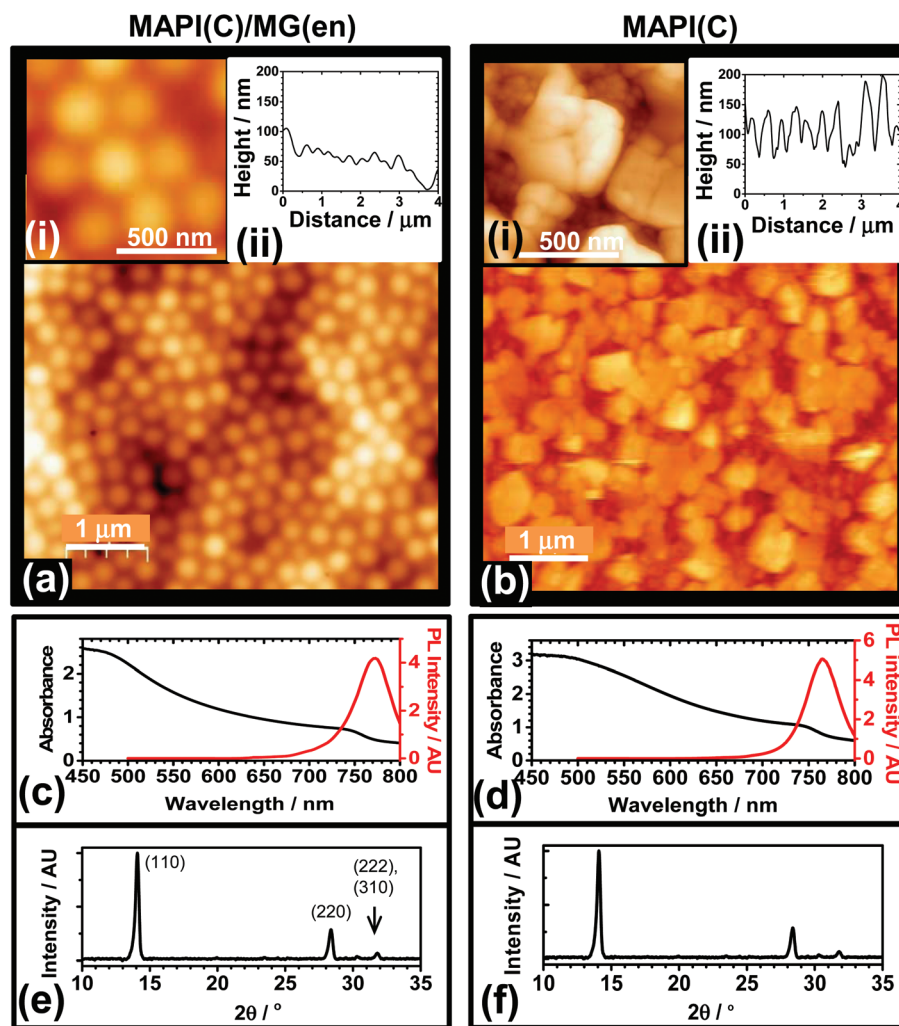 MAPI(C)/MG(en)
MAPI(C)
200
150
100
50
0
Height / nm
0 1 2 3 4
Distance / μm
(i)
500 nm
(ii)
1 μm
(a)
200
150
100
50
0
Height / nm
0 1 2 3 4
Distance / μm
(i)
500 nm
(ii)
1 μm
(b)
2
1
0
Absorbance
4
2
0
PL Intensity / AU
450 500 550 600 650 700 750 800
Wavelength / nm
(c)
3
2
1
0
Absorbance
6
4
2
0
PL intensity / AU
450 500 550 600 650 700 750 800
Wavelength / nm
(d)
Intensity / AU
(110)
(220)
(222),
(310)
10 15 20 25 30 35
2θ / °
(e)
Intensity / AU
10 15 20 25 30 35
2θ / °
(f)